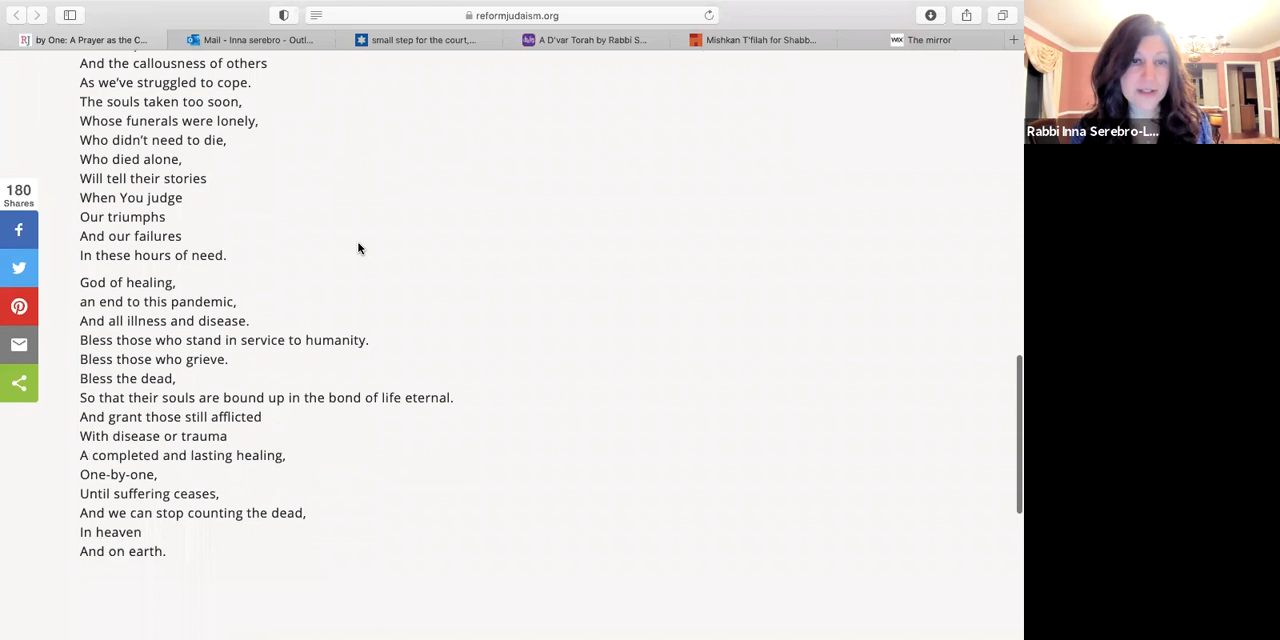 reformjudaism.org
by One: A Prayer as the C...
Mail - Inna serebro - Outl...
small step for the court,...
A D'var Torah by Rabbi S...
Mishkan T'filah for Shabb...
WIX
The mirror
And the callousness of others
As we've struggled to cope.
The souls taken too soon,
Whose funerals were lonely,
Who didn't need to die,
Who died alone,
Will tell their stories
When You judge
Our triumphs
And our failures
In these hours of need.
God of healing,
an end to this pandemic,
And all illness and disease.
Bless those who stand in service to humanity.
Bless those who grieve.
Bless the dead,
So that their souls are bound up in the bond of life eternal.
And grant those still afflicted
With disease or trauma
A completed and lasting healing,
One-by-one,
Until suffering ceases,
And we can stop counting the dead,
In heaven
And on earth.
180
Shares
Rabbi Inna Serebro-L...